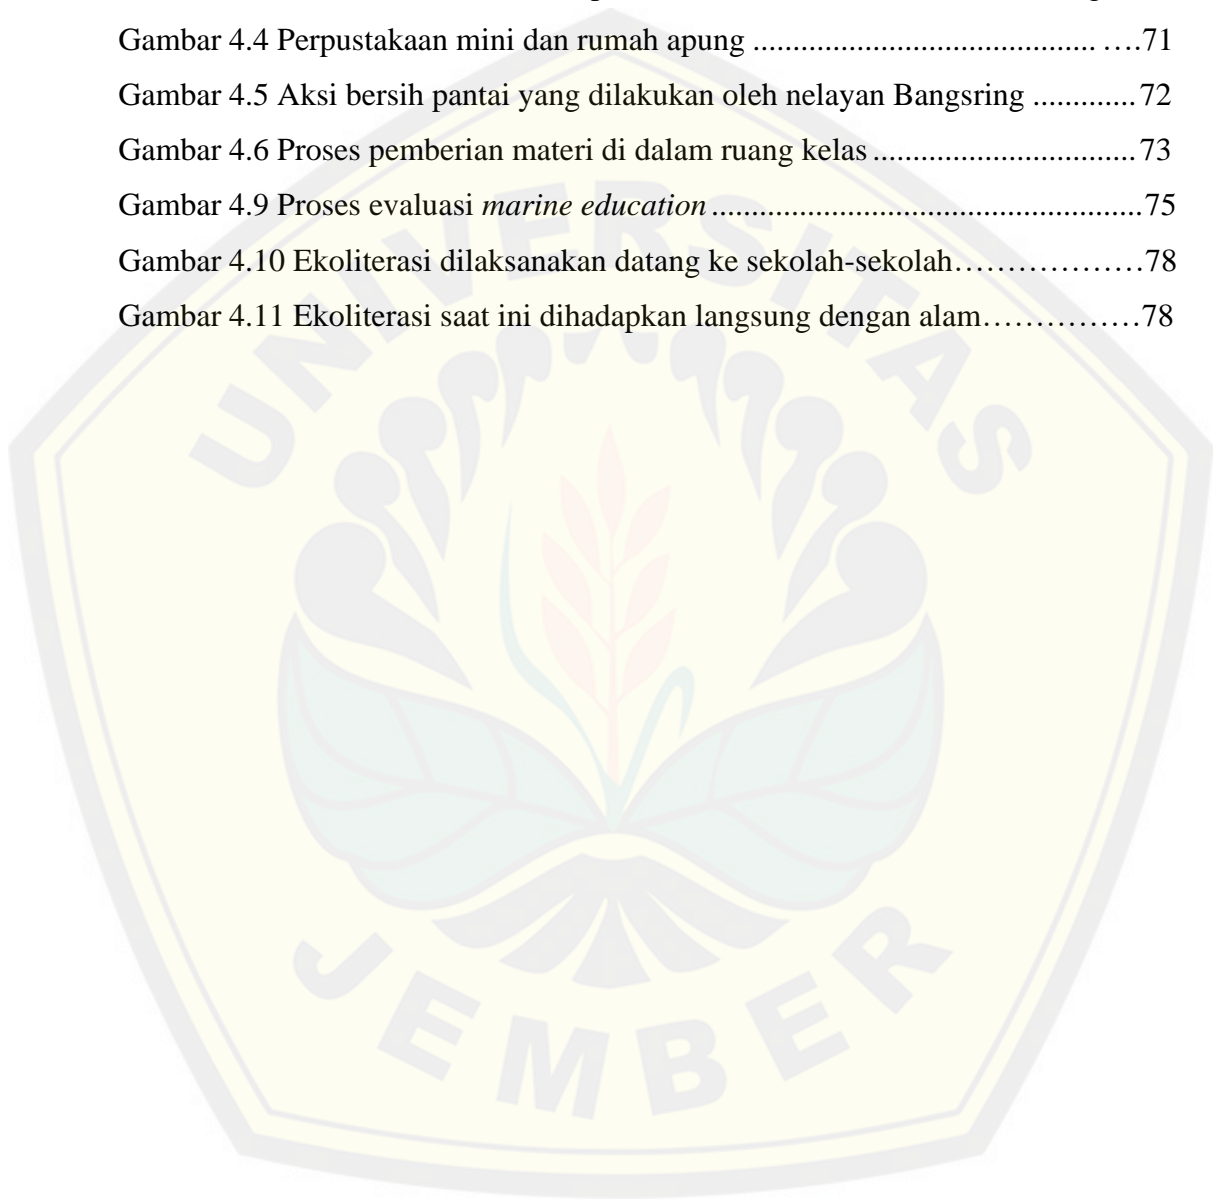 Gambar 4.4 Perpustakaan mini dan rumah apung ..................................................... ….71
Gambar 4.5 Aksi bersih pantai yang dilakukan oleh nelayan Bangsring .............72
Gambar 4.6 Proses pemberian materi di dalam ruang kelas ................................73
Gambar 4.9 Proses evaluasi marine education ....................................................75
Gambar 4.10 Ekoliterasi dilaksanakan datang ke sekolah-sekolah………………78
Gambar 4.11 Ekoliterasi saat ini dihadapkan langsung dengan alam……………78
UNIVERSITAS
JEMBER